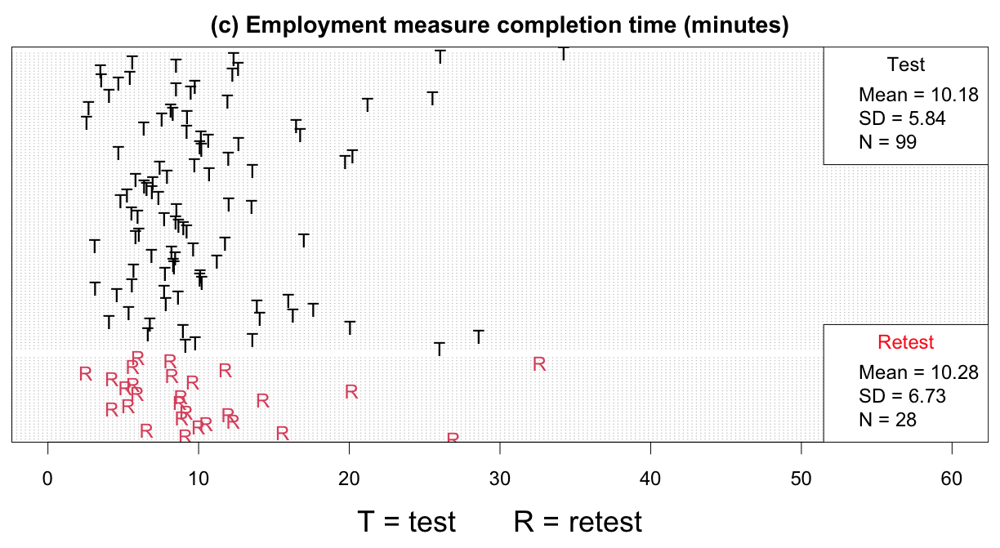 (c) Employment measure completion time (minutes)
Test
Mean = 10.18
SD = 5.84
N = 99
Retest
Mean = 10.28
SD = 6.73
N = 28
0 10 20 30 40 50 60
T = test R = retest